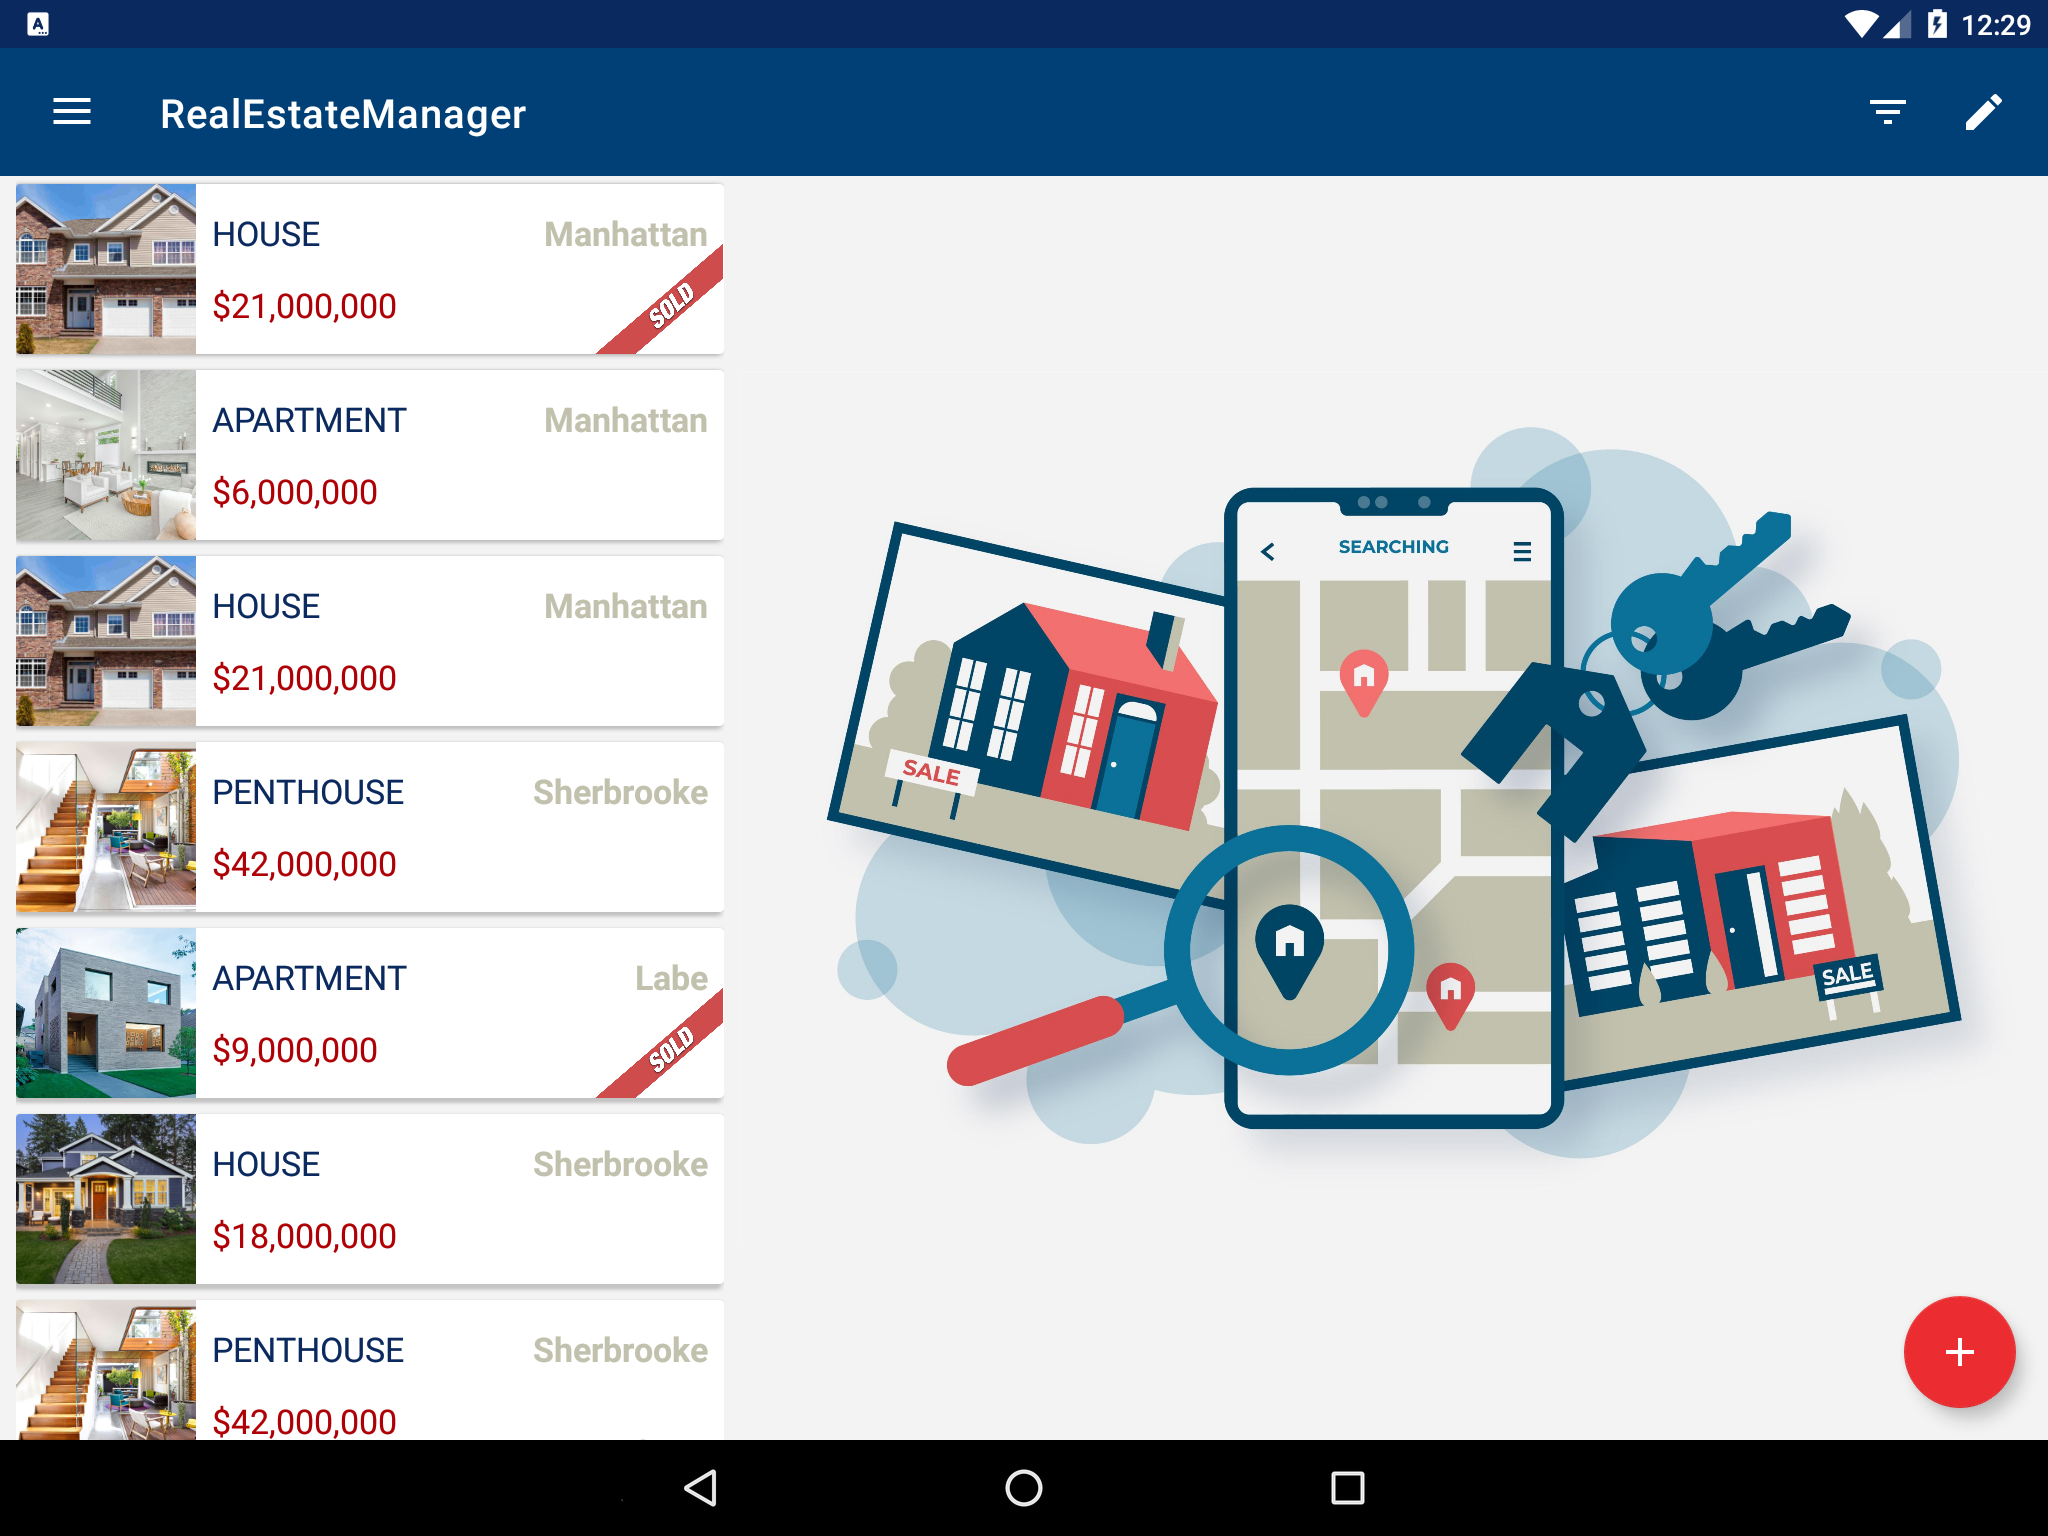 A
12:29
RealEstateManager
HOUSE
Manhattan
$21,000,000
SOLD
APARTMENT
Manhattan
$6,000,000
HOUSE
Manhattan
$21,000,000
PENTHOUSE
Sherbrooke
$42,000,000
APARTMENT
Labe
$9,000,000
SOLD
HOUSE
Sherbrooke
$18,000,000
PENTHOUSE
Sherbrooke
$42,000,000
SEARCHING
SALE
SALE